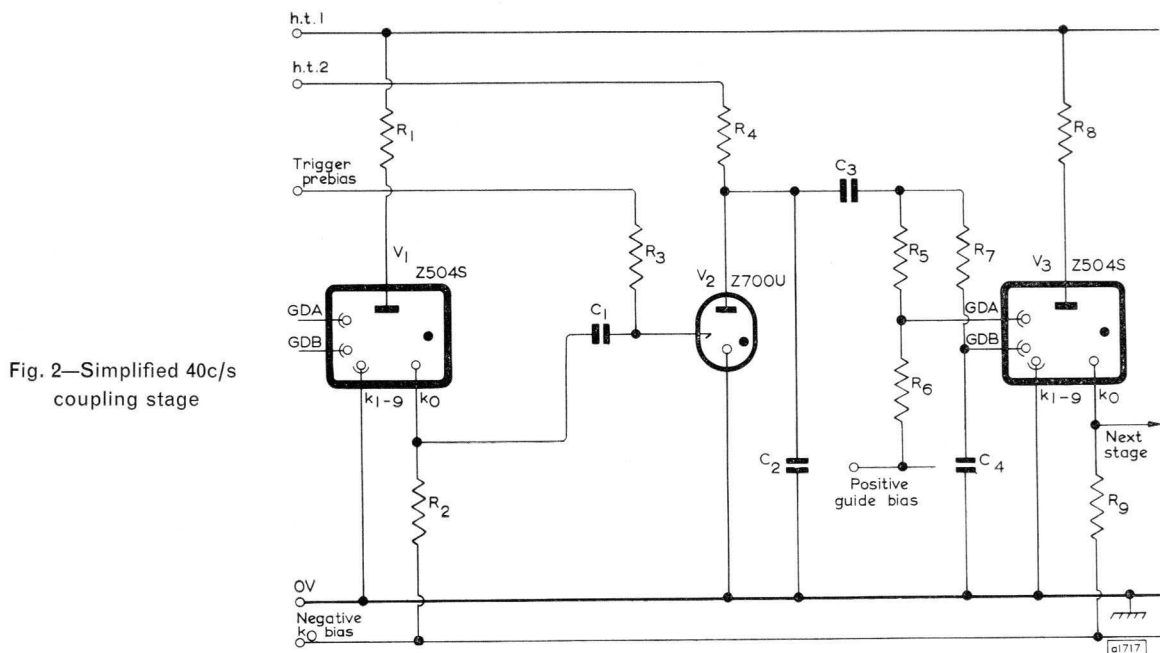 h.t.1
h.t.2
R1
R4
R8
C3
Trigger
prebias
R3
R5
R7
V1
Z504S
V2
Z700U
V3
Z504S
GDA
GDB
C1
GDA
GDB
Fig. 2—Simplified 40c/s
coupling stage
k1-9
k0
R6
k1-9
k0
Next
stage
C2
Positive
guide bias
C4
R2
R9
OV
Negative
k0 bias
a1717